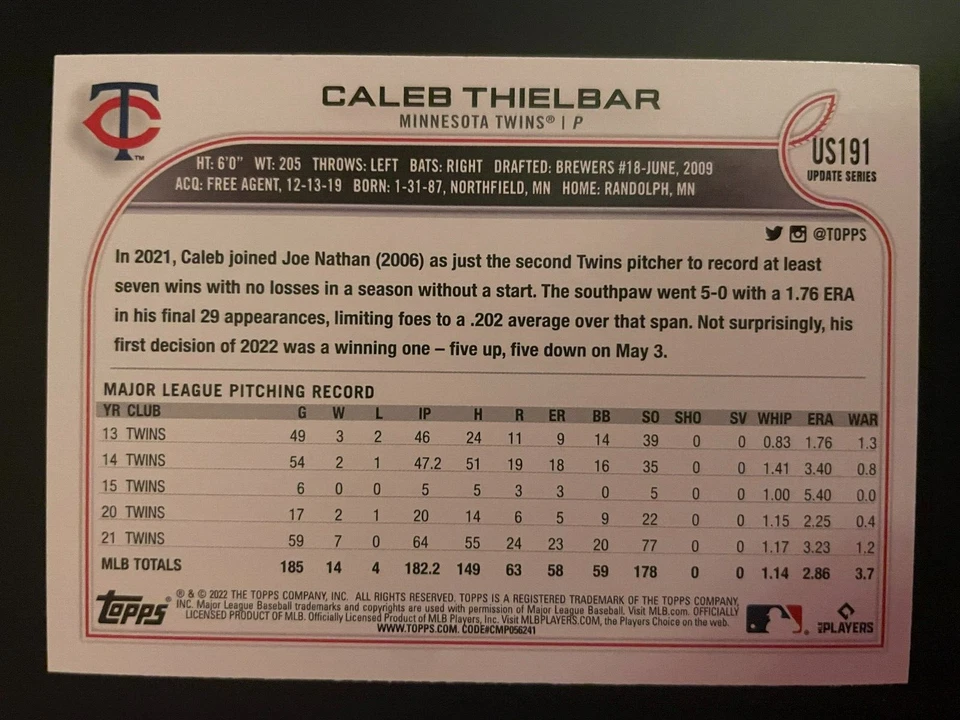 TC ™
CALEB THIELBAR
MINNESOTA TWINS® | P
US191
UPDATE SERIES
HT: 6'0" WT: 205 THROWS: LEFT BATS: RIGHT DRAFTED: BREWERS #18-JUNE, 2009
ACQ: FREE AGENT, 12-13-19 BORN: 1-31-87, NORTHFIELD, MN HOME: RANDOLPH, MN
@TOPPS
In 2021, Caleb joined Joe Nathan (2006) as just the second Twins pitcher to record at least
seven wins with no losses in a season without a start. The southpaw went 5-0 with a 1.76 ERA
in his final 29 appearances, limiting foes to a .202 average over that span. Not surprisingly, his
first decision of 2022 was a winning one – five up, five down on May 3.
MAJOR LEAGUE PITCHING RECORD
YR CLUB G W L IP H R ER BB SO SHO SV WHIP ERA WAR
13 TWINS 49 3 2 46 24 11 9 14 39 0 0 0.83 1.76 1.3
14 TWINS 54 2 1 47.2 51 19 18 16 35 0 0 1.41 3.40 0.8
15 TWINS 6 0 0 5 5 3 3 0 5 0 0 1.00 5.40 0.0
20 TWINS 17 2 1 20 14 6 5 9 22 0 0 1.15 2.25 0.4
21 TWINS 59 7 0 64 55 24 23 20 77 0 0 1.17 3.23 1.2
MLB TOTALS 185 14 4 182.2 149 63 58 59 178 0 0 1.14 2.86 3.7
topps®
® & © 2022 THE TOPPS COMPANY, INC. ALL RIGHTS RESERVED. TOPPS IS A REGISTERED TRADEMARK OF THE TOPPS COMPANY,
INC. Major League Baseball trademarks and copyrights are used with permission of Major League Baseball. Visit MLB.com. OFFICIALLY
LICENSED PRODUCT OF MLB. Officially Licensed Product of MLB Players, Inc. Visit MLBPLAYERS.COM, the Players Choice on the web.
WWW.TOPPS.COM. CODE#CMP056241
MLB PLAYERS